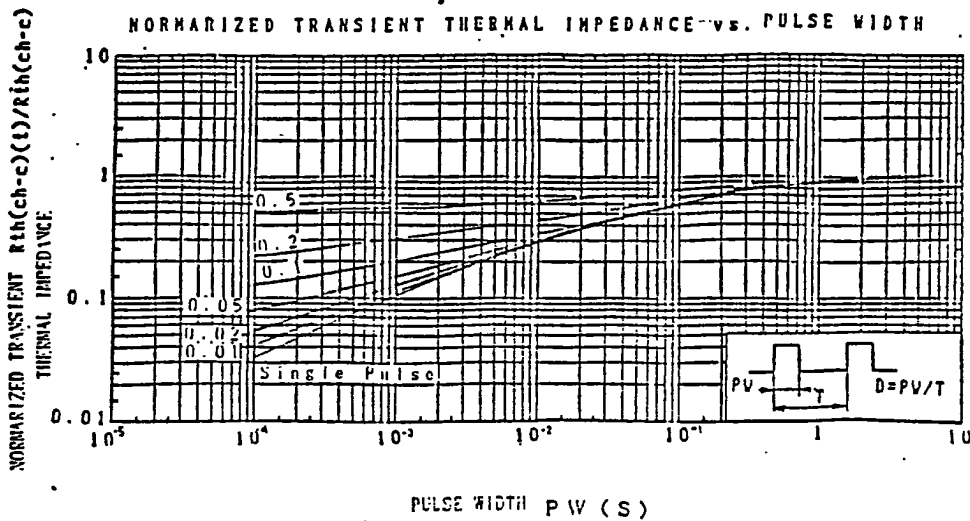 NORMARIZED TRANSIENT THERMAL IMPEDANCE vs. PULSE WIDTH
NORMARIZED TRANSIENT Rth(ch-c)(t)/Rth(ch-c)
THERMAL IMPEDANCE
10
1
0.1
0.01
0.5
0.2
0.1
0.05
0.02
0.01
Single Pulse
PW
T
D=PW/T
10⁻⁵
10⁻⁴
10⁻³
10⁻²
10⁻¹
1
10
PULSE WIDTH PW (S)